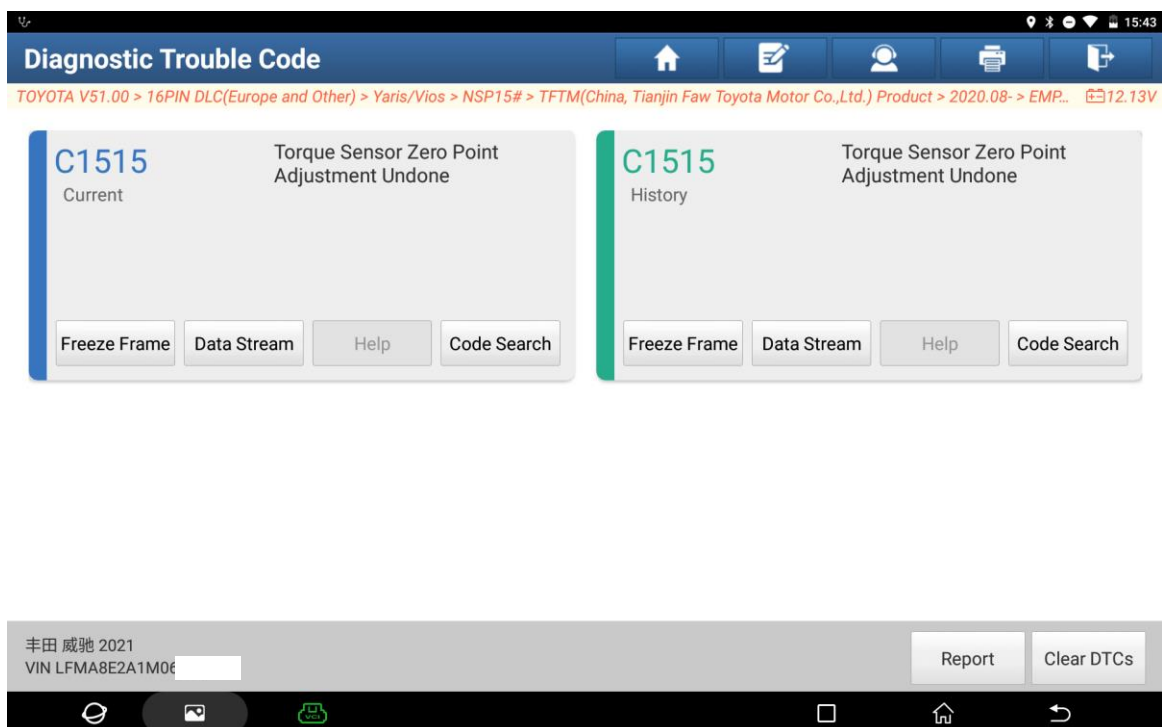 15:43
Diagnostic Trouble Code
TOYOTA V51.00 > 16PIN DLC(Europe and Other) > Yaris/Vios > NSP15# > TFTM(China, Tianjin Faw Toyota Motor Co.,Ltd.) Product > 2020.08- > EMP... 12.13V
C1515
Torque Sensor Zero Point
Adjustment Undone
Current
Freeze Frame Data Stream Help Code Search
C1515
Torque Sensor Zero Point
Adjustment Undone
History
Freeze Frame Data Stream Help Code Search
丰田 威驰 2021
VIN LFMA8E2A1M06
Report Clear DTCs
VCI